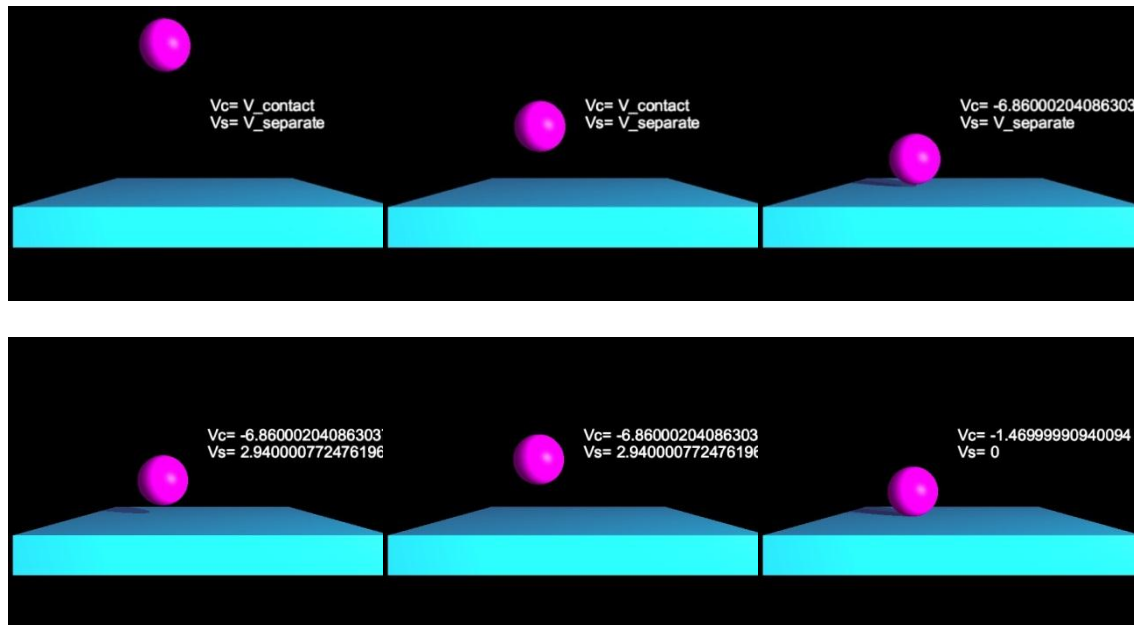 Vc= V_contact
Vs= V_separate
Vc= V_contact
Vs= V_separate
Vc= -6.86000204086303
Vs= V_separate
Vc= -6.86000204086303
Vs= 2.94000077247619
Vc= -6.86000204086303
Vs= 2.94000077247619
Vc= -1.46999990940094
Vs= 0